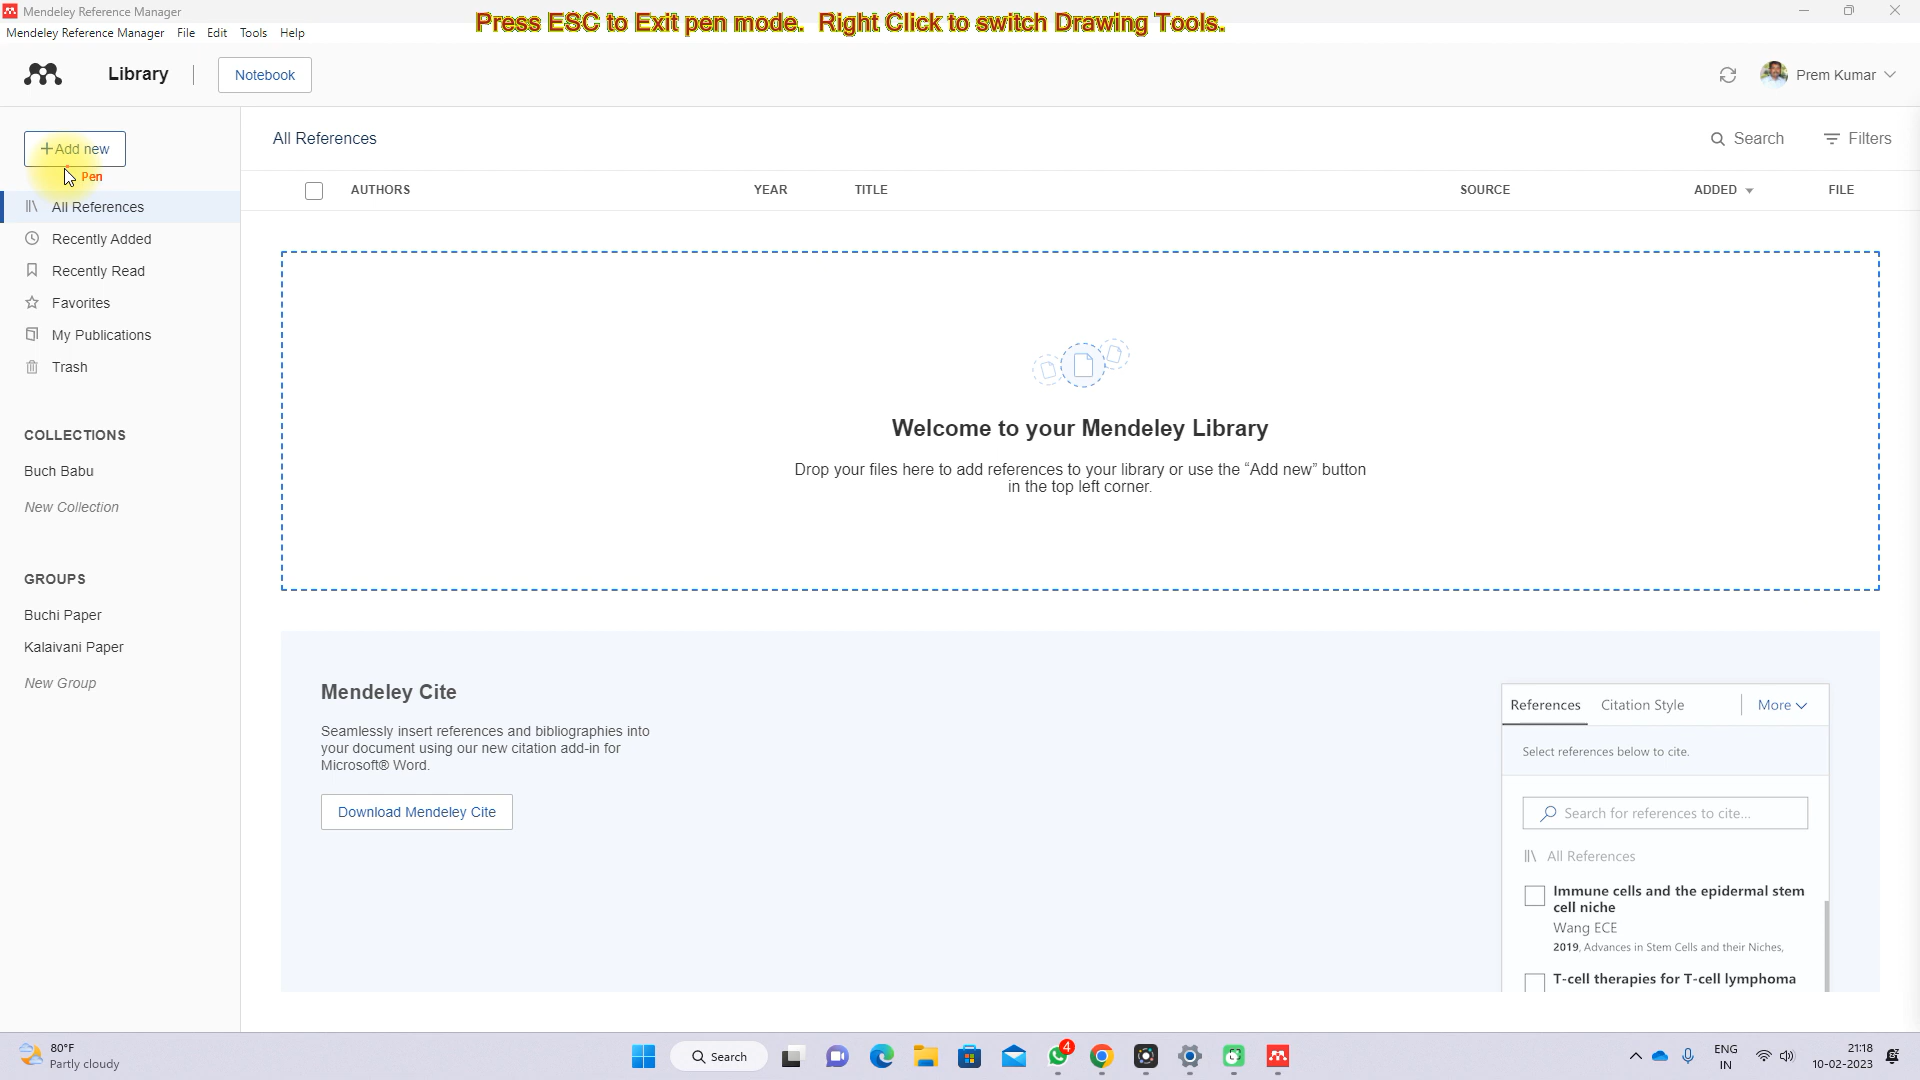 Mendeley Reference Manager
Press ESC to Exit pen mode.  Right Click to switch Drawing Tools.
Mendeley Reference Manager File Edit Tools Help
Library
Notebook
Prem Kumar
+Add new
Pen
All References
Recently Added
Recently Read
Favorites
My Publications
Trash
COLLECTIONS
Buch Babu
New Collection
GROUPS
Buchi Paper
Kalaivani Paper
New Group
All References
Search
Filters
AUTHORS YEAR TITLE SOURCE ADDED FILE
Welcome to your Mendeley Library
Drop your files here to add references to your library or use the “Add new” button
in the top left corner.
Mendeley Cite
Seamlessly insert references and bibliographies into
your document using our new citation add-in for
Microsoft® Word.
Download Mendeley Cite
References Citation Style More
Select references below to cite.
Search for references to cite...
All References
Immune cells and the epidermal stem
cell niche
Wang ECE
2019, Advances in Stem Cells and their Niches,
T-cell therapies for T-cell lymphoma
80°F
Partly cloudy
Search
4
ENG
IN
21:18
10-02-2023